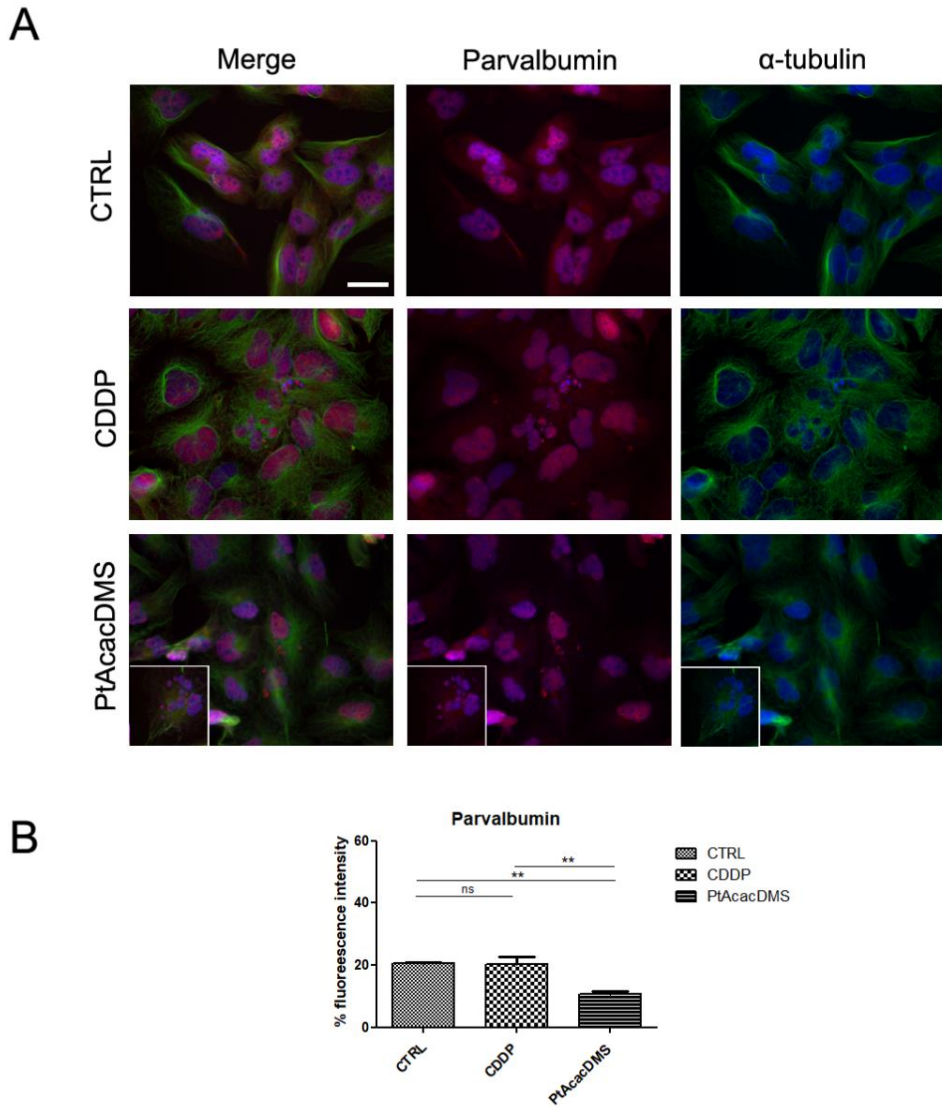 A
Merge Parvalbumin α-tubulin
CTRL
CDDP
PtAcacDMS
B
Parvalbumin
% fluoreescence intensity
60
40
20
0
**
**
ns
CTRL
CDDP
PtAcacDMS
CTRL
CDDP
PtAcacDMS